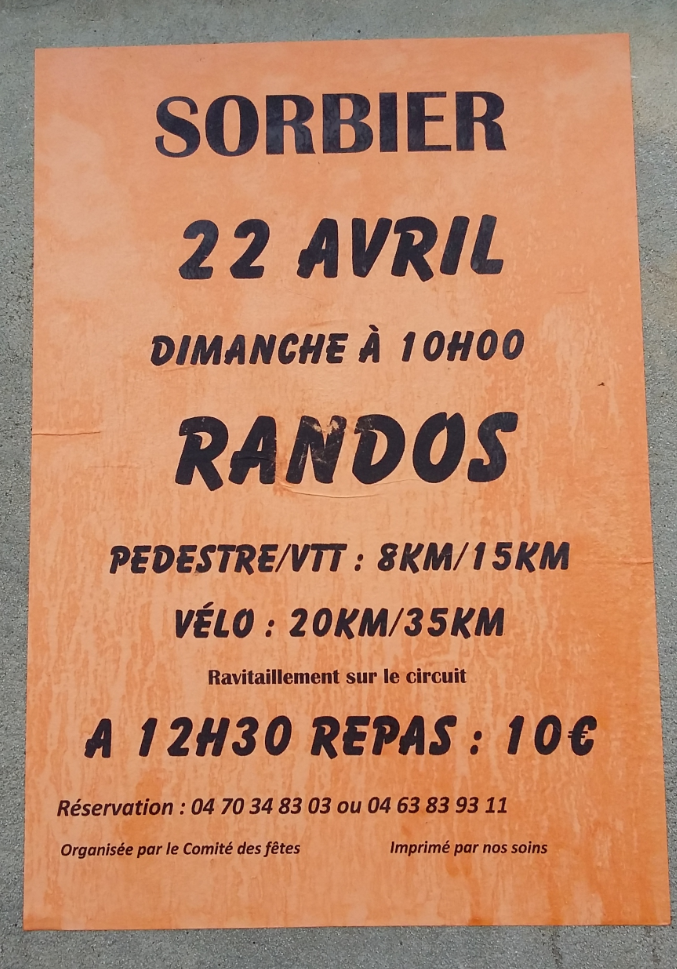 SORBIER
22 AVRIL
DIMANCHE À 10H00
RANDOS
PEDESTRE/VTT : 8KM/15KM
VÉLO : 20KM/35KM
Ravitaillement sur le circuit
A 12H30 REPAS : 10€
Réservation : 04 70 34 83 03 ou 04 63 83 93 11
Organisée par le Comité des fêtes Imprimé par nos soins